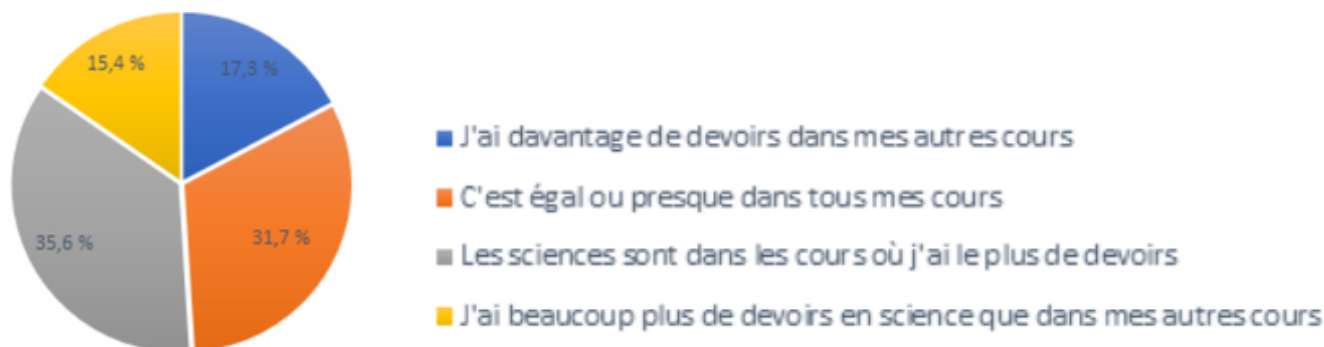 15,4 %
17,3 %
35,6 %
31,7 %
J'ai davantage de devoirs dans mes autres cours
C'est égal ou presque dans tous mes cours
Les sciences sont dans les cours où j'ai le plus de devoirs
J'ai beaucoup plus de devoirs en science que dans mes autres cours